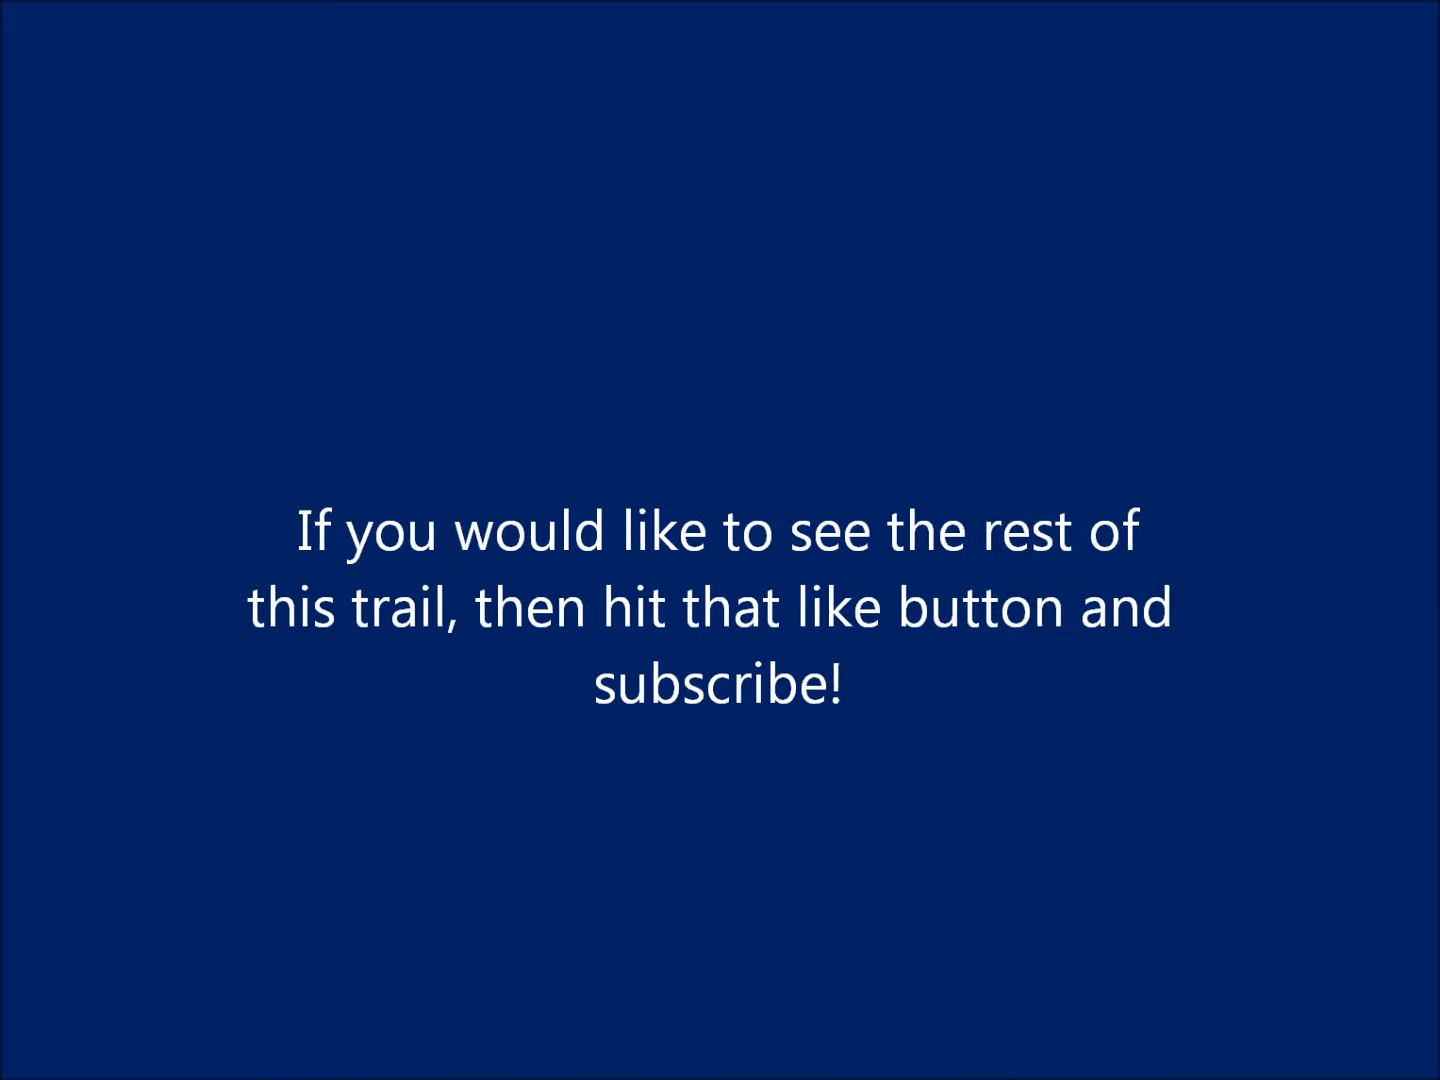 If you would like to see the rest of
this trail, then hit that like button and
subscribe!